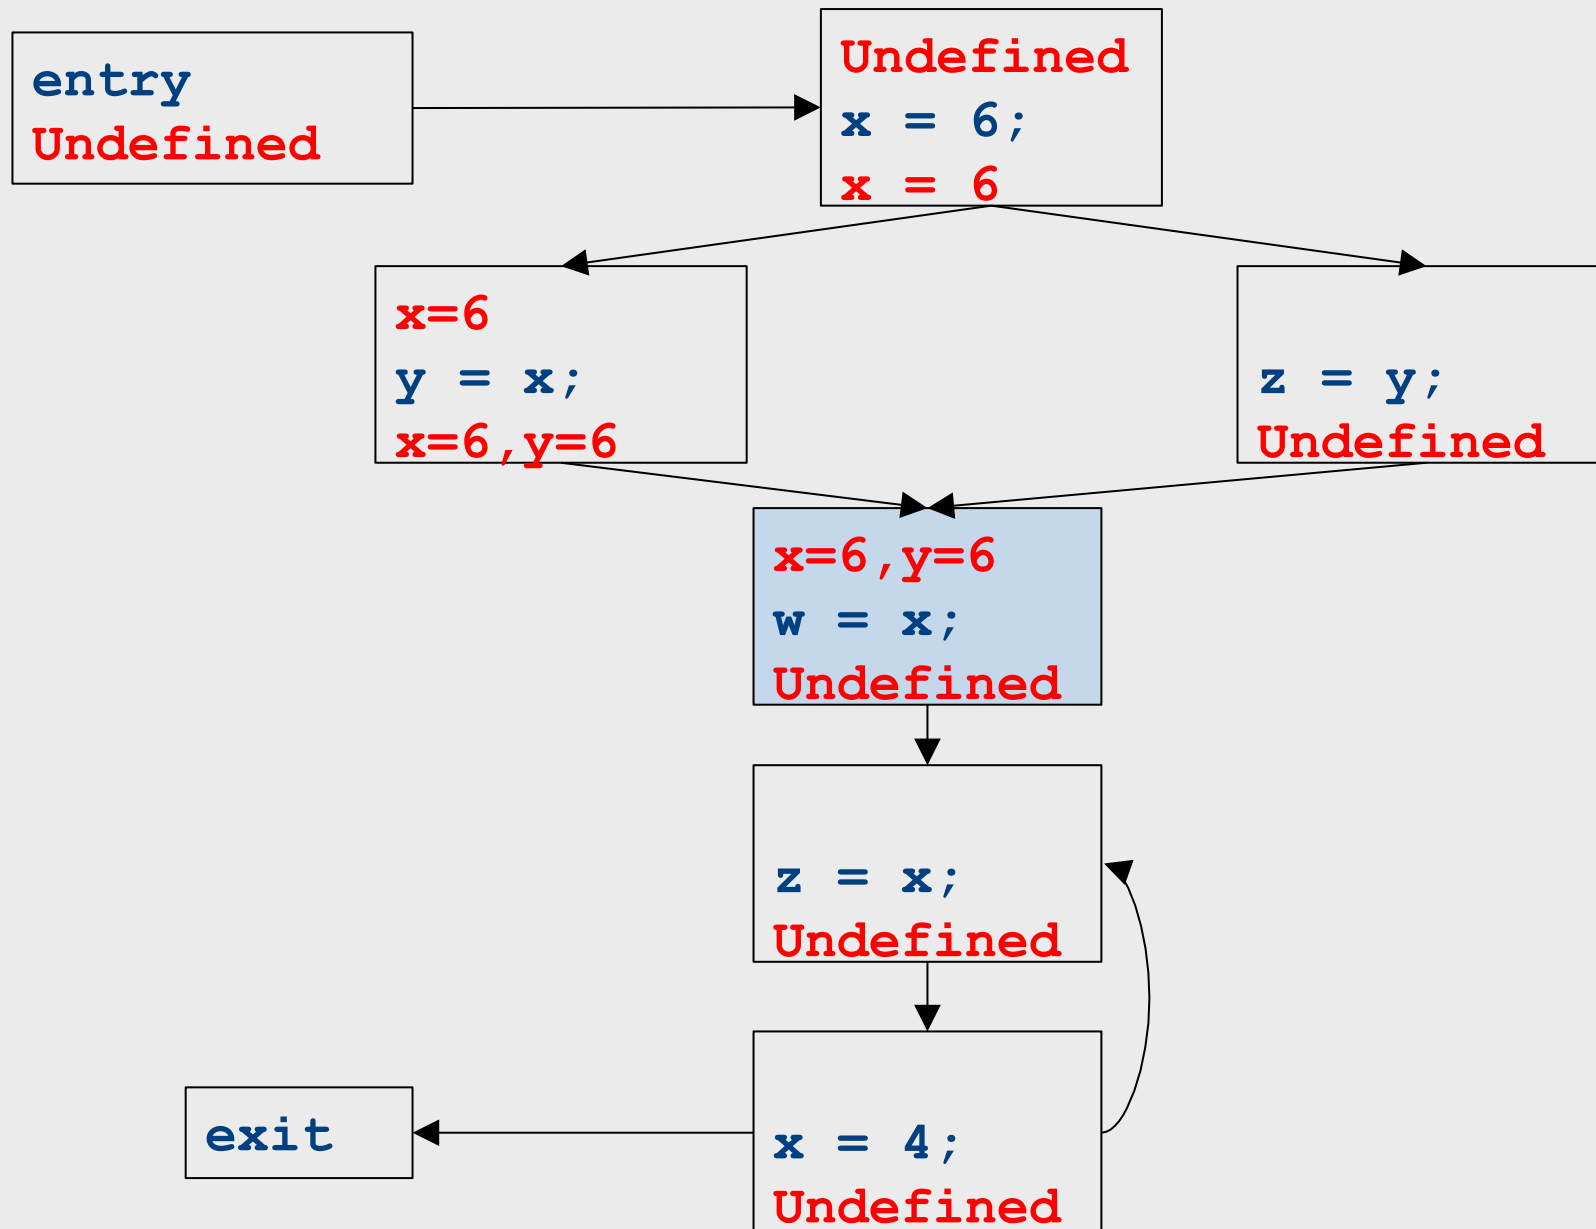 entry
Undefined
Undefined
x = 6;
x = 6
x=6
y = x;
x=6,y=6
z = y;
Undefined
x=6,y=6
w = x;
Undefined
z = x;
Undefined
exit
x = 4;
Undefined